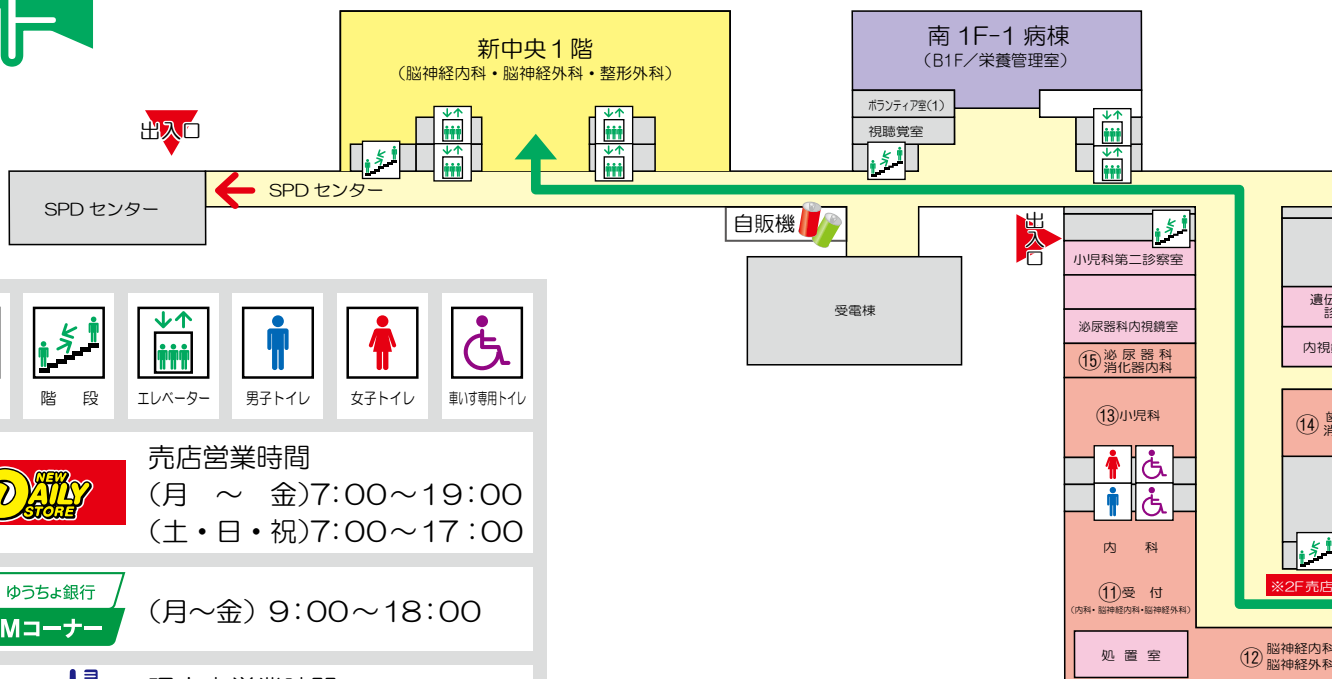 新中央1階
(脳神経内科・脳神経外科・整形外科)
南 1F-1 病棟
(B1F/栄養管理室)
ボランティア室(1)
視聴覚室
出入口
SPD センター
SPD センター
自販機
受電棟
出入口
小児科第二診察室
泌尿器科内視鏡室
⑮泌尿器科
消化器内科
⑬小児科
内 科
⑪受 付
(内科・脳神経内科・脳神経外科)
処 置 室
⑫脳神経内科
脳神経外科
内視
⑭
※2F売店
階 段
エレベーター
男子トイレ
女子トイレ
車いす専用トイレ
NEW
DAILY
STORE
売店営業時間
(月 ~ 金)7:00~19:00
(土・日・祝)7:00~17:00
ゆうちょ銀行
Mコーナー
(月~金) 9:00~18:00